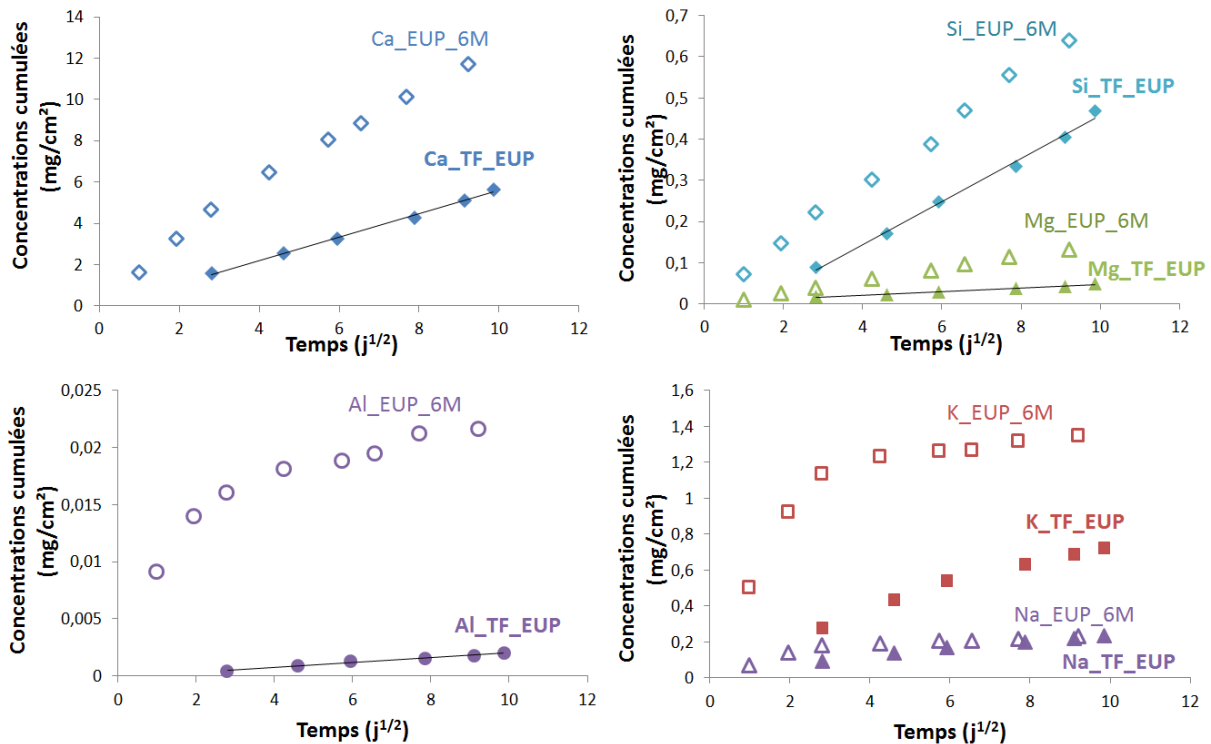 Concentrations cumulées
(mg/cm²)
14
12
10
8
6
4
2
0
Ca_EUP_6M
Ca_TF_EUP
0 2 4 6 8 10 12
Temps (j1/2)
Concentrations cumulées
(mg/cm²)
0,7
0,6
0,5
0,4
0,3
0,2
0,1
0
Si_EUP_6M
Si_TF_EUP
Mg_EUP_6M
Mg_TF_EUP
0 2 4 6 8 10 12
Temps (j1/2)
Concentrations cumulées
(mg/cm²)
0,025
0,02
0,015
0,01
0,005
0
Al_EUP_6M
Al_TF_EUP
0 2 4 6 8 10 12
Temps (j1/2)
Concentrations cumulées
(mg/cm²)
1,6
1,4
1,2
1
0,8
0,6
0,4
0,2
0
K_EUP_6M
K_TF_EUP
Na_EUP_6M
Na_TF_EUP
0 2 4 6 8 10 12
Temps (j1/2)